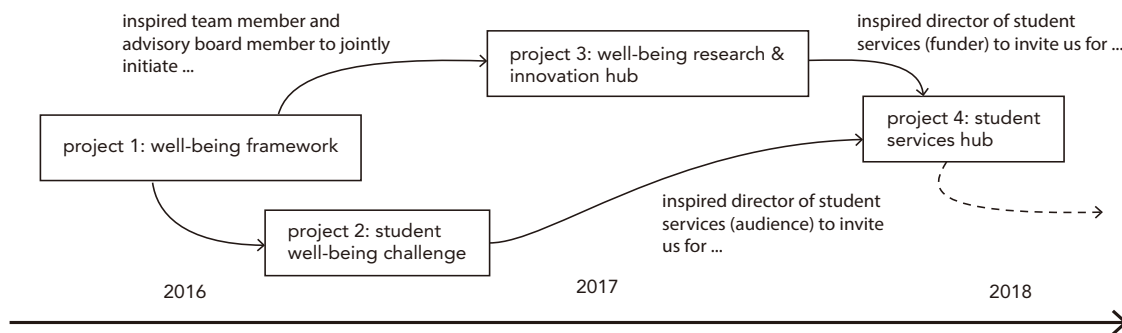 inspired team member and
advisory board member to jointly
initiate ...
project 3: well-being research &
innovation hub
inspired director of student
services (funder) to invite us for ...
project 1: well-being framework
project 4: student
services hub
project 2: student
well-being challenge
inspired director of student
services (audience) to invite
us for ...
2016
2017
2018